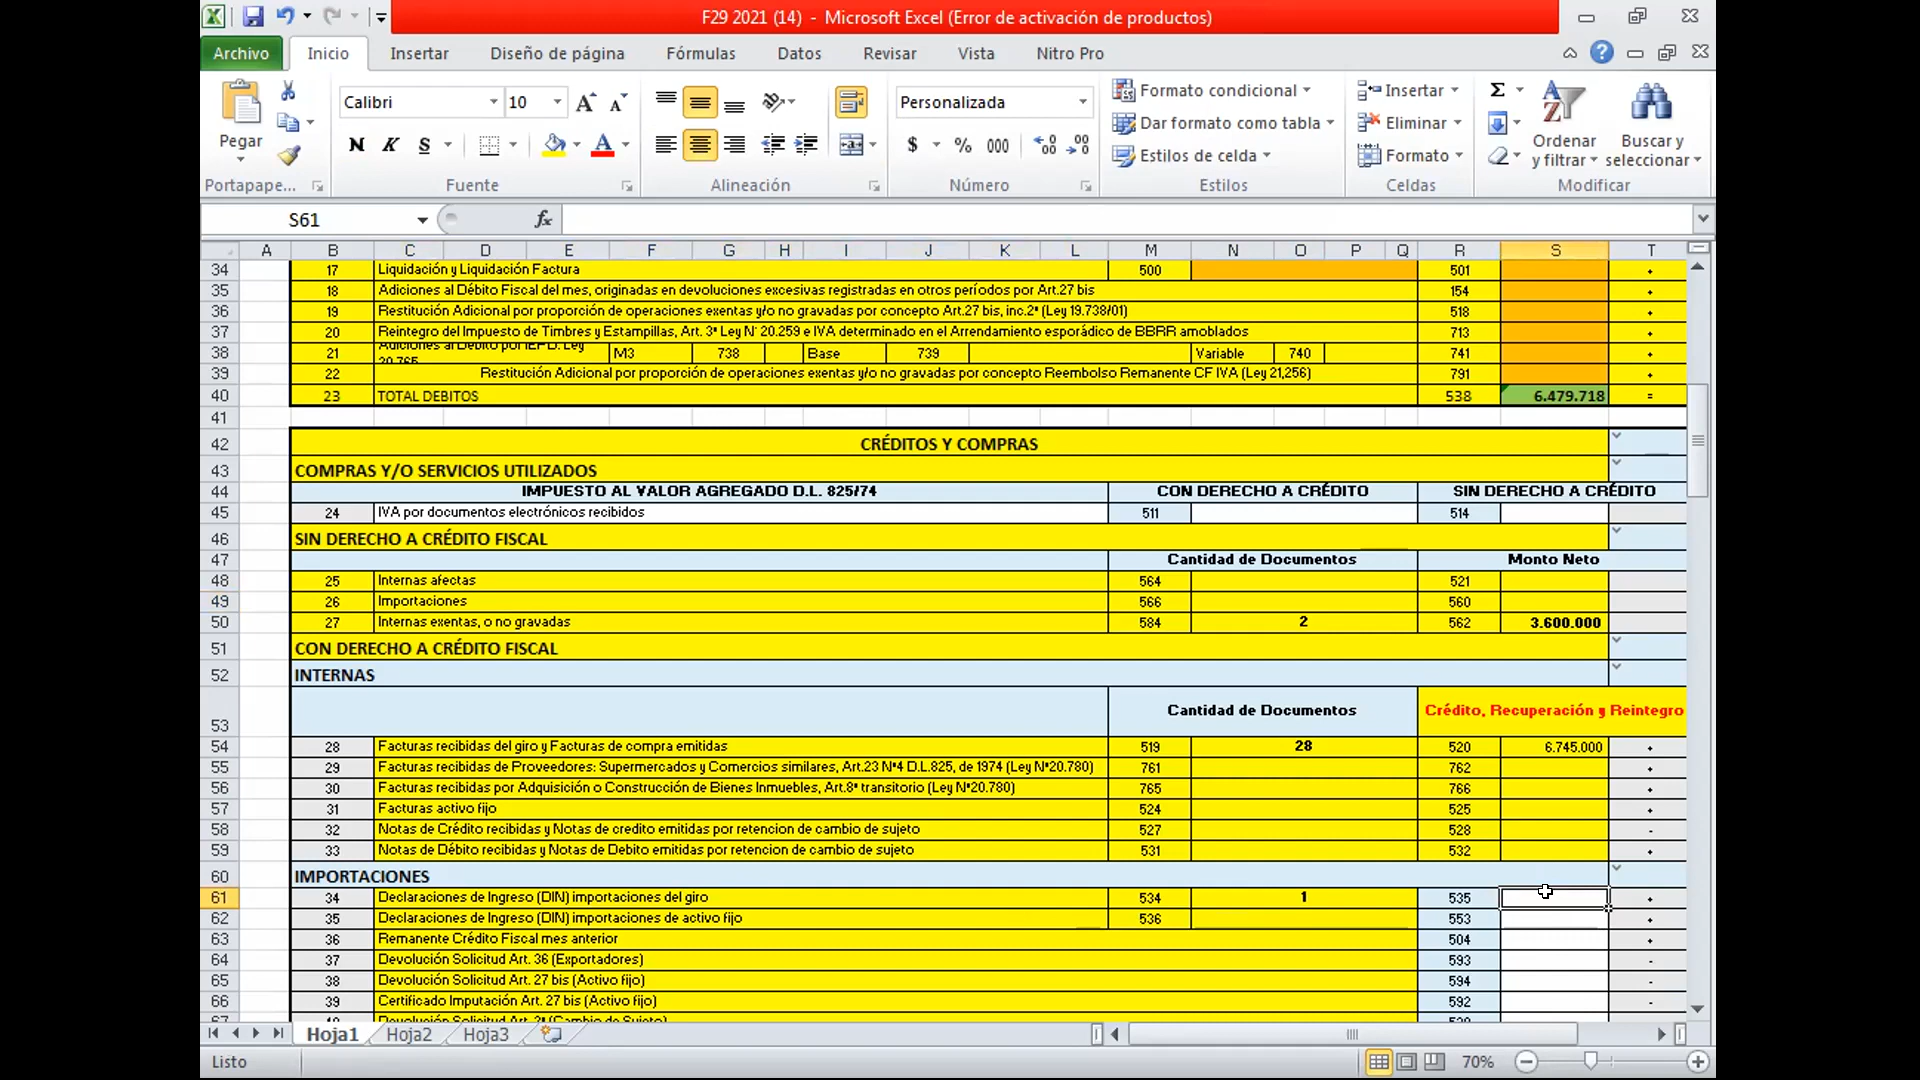 F29 2021 (14) - Microsoft Excel (Error de activación de productos)
Archivo Inicio Insertar Diseño de página Fórmulas Datos Revisar Vista Nitro Pro
Calibri 10 Personalizada Formato condicional Insertar Σ
Pegar Dar formato como tabla Eliminar Ordenar y filtrar Buscar y seleccionar
N K S $ % 000 Estilos de celda Formato
Portapape... Fuente Alineación Número Estilos Celdas Modificar
S61 fx
A B C D E F G H I J K L M N O P Q R S T
34 17 Liquidación y Liquidación Factura 500 501 +
35 18 Adiciones al Débito Fiscal del mes, originadas en devoluciones excesivas registradas en otros períodos por Art.27 bis 154 +
36 19 Restitución Adicional por proporción de operaciones exentas y/o no gravadas por concepto Art.27 bis, inc.2º (Ley 19.738/01) 518 +
37 20 Reintegro del Impuesto de Timbres y Estampillas, Art. 3º Ley N° 20.259 e IVA determinado en el Arrendamiento esporádico de BBRR amoblados 713 +
38 21 Adiciones al Débito por IEPD. Ley 20.765 M3 738 Base 739 Variable 740 741 +
39 22 Restitución Adicional por proporción de operaciones exentas y/o no gravadas por concepto Reembolso Remanente CF IVA (Ley 21,256) 791 +
40 23 TOTAL DEBITOS 538 6.479.718 =
41
42 CRÉDITOS Y COMPRAS
43 COMPRAS Y/O SERVICIOS UTILIZADOS
44 IMPUESTO AL VALOR AGREGADO D.L. 825/74 CON DERECHO A CRÉDITO SIN DERECHO A CRÉDITO
45 24 IVA por documentos electrónicos recibidos 511 514
46 SIN DERECHO A CRÉDITO FISCAL
47 Cantidad de Documentos Monto Neto
48 25 Internas afectas 564 521
49 26 Importaciones 566 560
50 27 Internas exentas, o no gravadas 584 2 562 3.600.000
51 CON DERECHO A CRÉDITO FISCAL
52 INTERNAS
53 Cantidad de Documentos Crédito, Recuperación y Reintegro
54 28 Facturas recibidas del giro y Facturas de compra emitidas 519 28 520 6.745.000 +
55 29 Facturas recibidas de Proveedores: Supermercados y Comercios similares, Art.23 Nº4 D.L.825, de 1974 (Ley Nº20.780) 761 762 +
56 30 Facturas recibidas por Adquisición o Construcción de Bienes Inmuebles, Art.8º transitorio (Ley Nº20.780) 765 766 +
57 31 Facturas activo fijo 524 525 +
58 32 Notas de Crédito recibidas y Notas de credito emitidas por retencion de cambio de sujeto 527 528 -
59 33 Notas de Débito recibidas y Notas de Debito emitidas por retencion de cambio de sujeto 531 532 +
60 IMPORTACIONES
61 34 Declaraciones de Ingreso (DIN) importaciones del giro 534 1 535 +
62 35 Declaraciones de Ingreso (DIN) importaciones de activo fijo 536 553 +
63 36 Remanente Crédito Fiscal mes anterior 504 +
64 37 Devolución Solicitud Art. 36 (Exportadores) 593 -
65 38 Devolución Solicitud Art. 27 bis (Activo fijo) 594 -
66 39 Certificado Imputación Art. 27 bis (Activo fijo) 592 -
Hoja1 Hoja2 Hoja3
Listo 70%